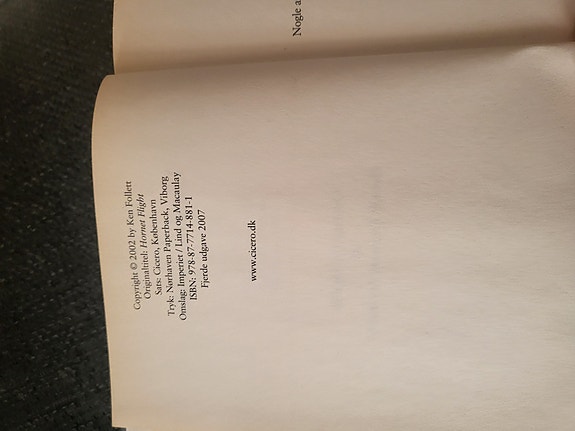 Copyright © 2002 by Ken Follett
Originaltitel: Hornet Flight
Sats: Cicero, København
Tryk: Nørhaven Paperback, Viborg
Omslag: Imperiet / Lind og Macaulay
ISBN: 978-87-7714-881-1
Fjerde udgave 2007
www.cicero.dk
Nogle a